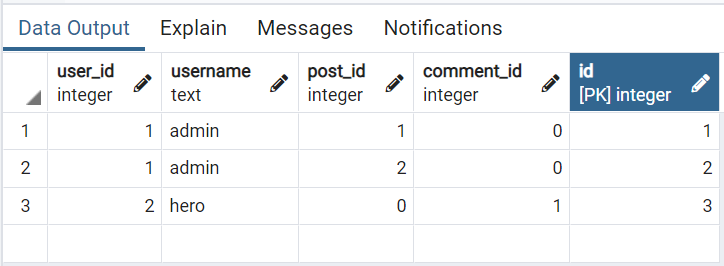 Data Output Explain Messages Notifications
user_id username post_id comment_id id
integer text integer integer [PK] integer
1 1 admin 1 0 1
2 1 admin 2 0 2
3 2 hero 0 1 3